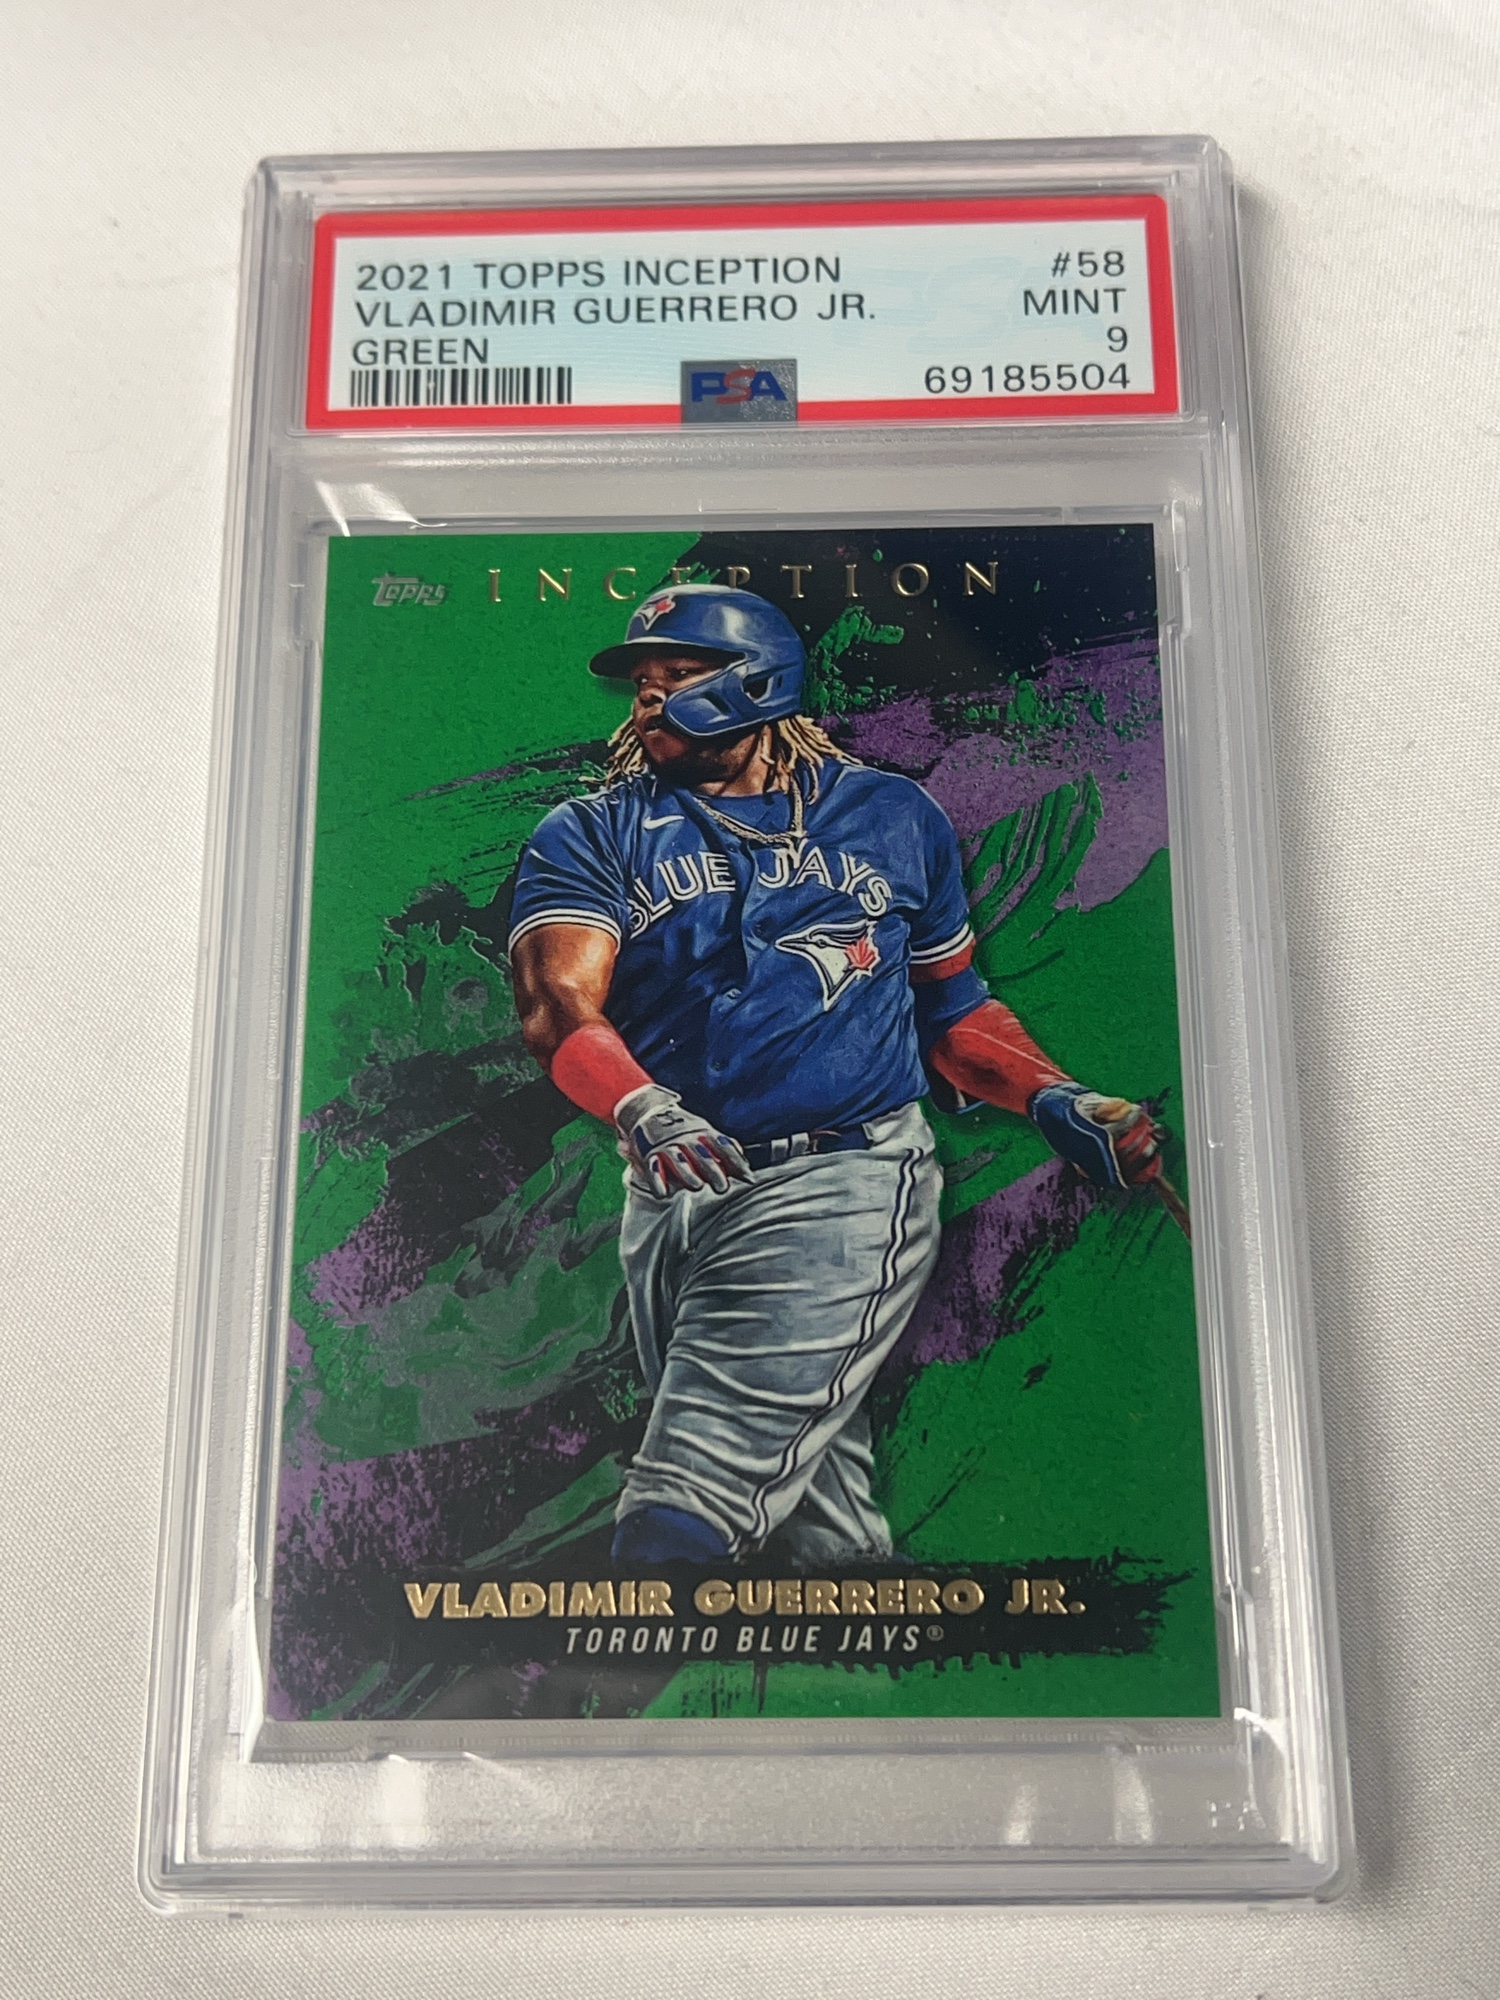 2021 TOPPS INCEPTION #58
VLADIMIR GUERRERO JR. MINT
GREEN 9
PSA 69185504
Topps INCEPTION
BLUE JAYS
VLADIMIR GUERRERO JR.
TORONTO BLUE JAYS®